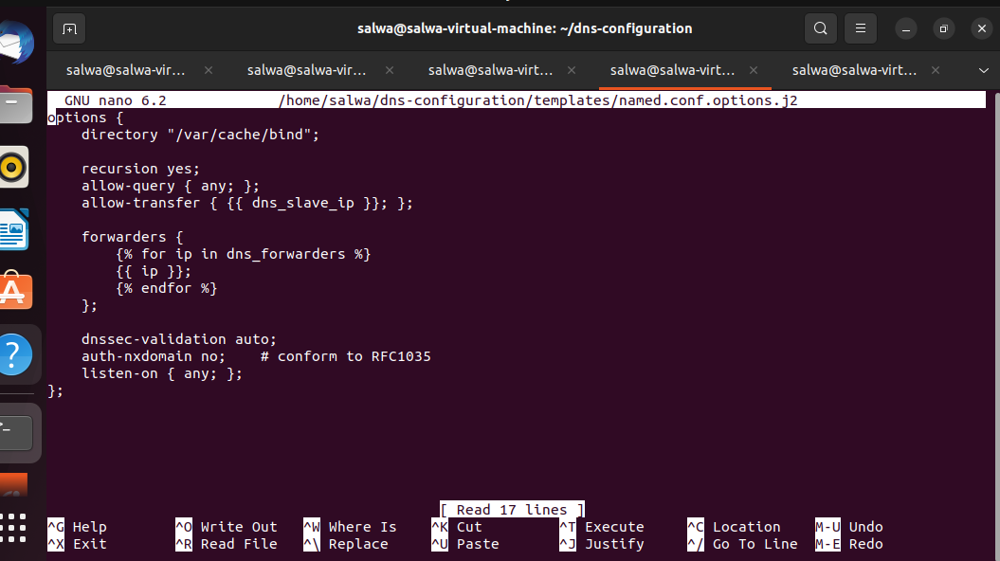 salwa@salwa-virtual-machine: ~/dns-configuration
salwa@salwa-vir... × salwa@salwa-vir... × salwa@salwa-virt... × salwa@salwa-virt... × salwa@salwa-virt... ×
GNU nano 6.2 /home/salwa/dns-configuration/templates/named.conf.options.j2
options {
    directory "/var/cache/bind";

    recursion yes;
    allow-query { any; };
    allow-transfer { {{ dns_slave_ip }}; };

    forwarders {
        {% for ip in dns_forwarders %}
        {{ ip }};
        {% endfor %}
    };

    dnssec-validation auto;
    auth-nxdomain no;    # conform to RFC1035
    listen-on { any; };
};
[ Read 17 lines ]
^G Help ^O Write Out ^W Where Is ^K Cut ^T Execute ^C Location M-U Undo
^X Exit ^R Read File ^\ Replace ^U Paste ^J Justify ^/ Go To Line M-E Redo